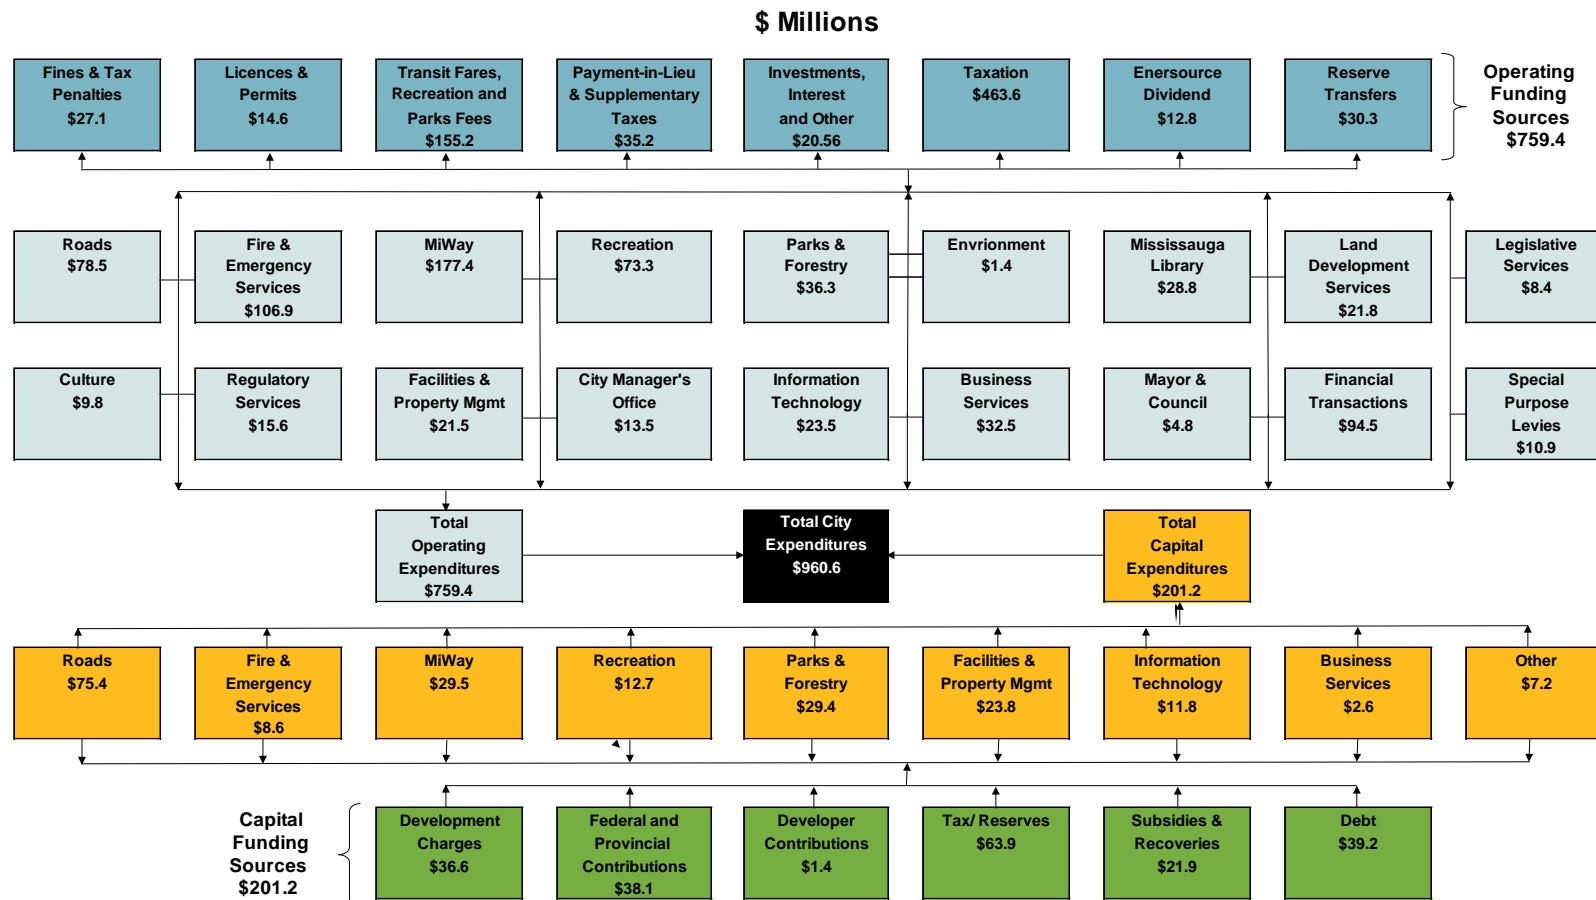 $ Millions
Fines & Tax
Penalties
$27.1
Licences &
Permits
$14.6
Transit Fares,
Recreation and
Parks Fees
$155.2
Payment-in-Lieu
& Supplementary
Taxes
$35.2
Investments,
Interest
and Other
$20.56
Taxation
$463.6
Enersource
Dividend
$12.8
Reserve
Transfers
$30.3
Operating
Funding
Sources
$759.4
Roads
$78.5
Fire &
Emergency
Services
$106.9
MiWay
$177.4
Recreation
$73.3
Parks &
Forestry
$36.3
Envrionment
$1.4
Mississauga
Library
$28.8
Land
Development
Services
$21.8
Legislative
Services
$8.4
Culture
$9.8
Regulatory
Services
$15.6
Facilities &
Property Mgmt
$21.5
City Manager's
Office
$13.5
Information
Technology
$23.5
Business
Services
$32.5
Mayor &
Council
$4.8
Financial
Transactions
$94.5
Special
Purpose
Levies
$10.9
Total
Operating
Expenditures
$759.4
Total City
Expenditures
$960.6
Total
Capital
Expenditures
$201.2
Roads
$75.4
Fire &
Emergency
Services
$8.6
MiWay
$29.5
Recreation
$12.7
Parks &
Forestry
$29.4
Facilities &
Property Mgmt
$23.8
Information
Technology
$11.8
Business
Services
$2.6
Other
$7.2
Capital
Funding
Sources
$201.2
Development
Charges
$36.6
Federal and
Provincial
Contributions
$38.1
Developer
Contributions
$1.4
Tax/ Reserves
$63.9
Subsidies &
Recoveries
$21.9
Debt
$39.2